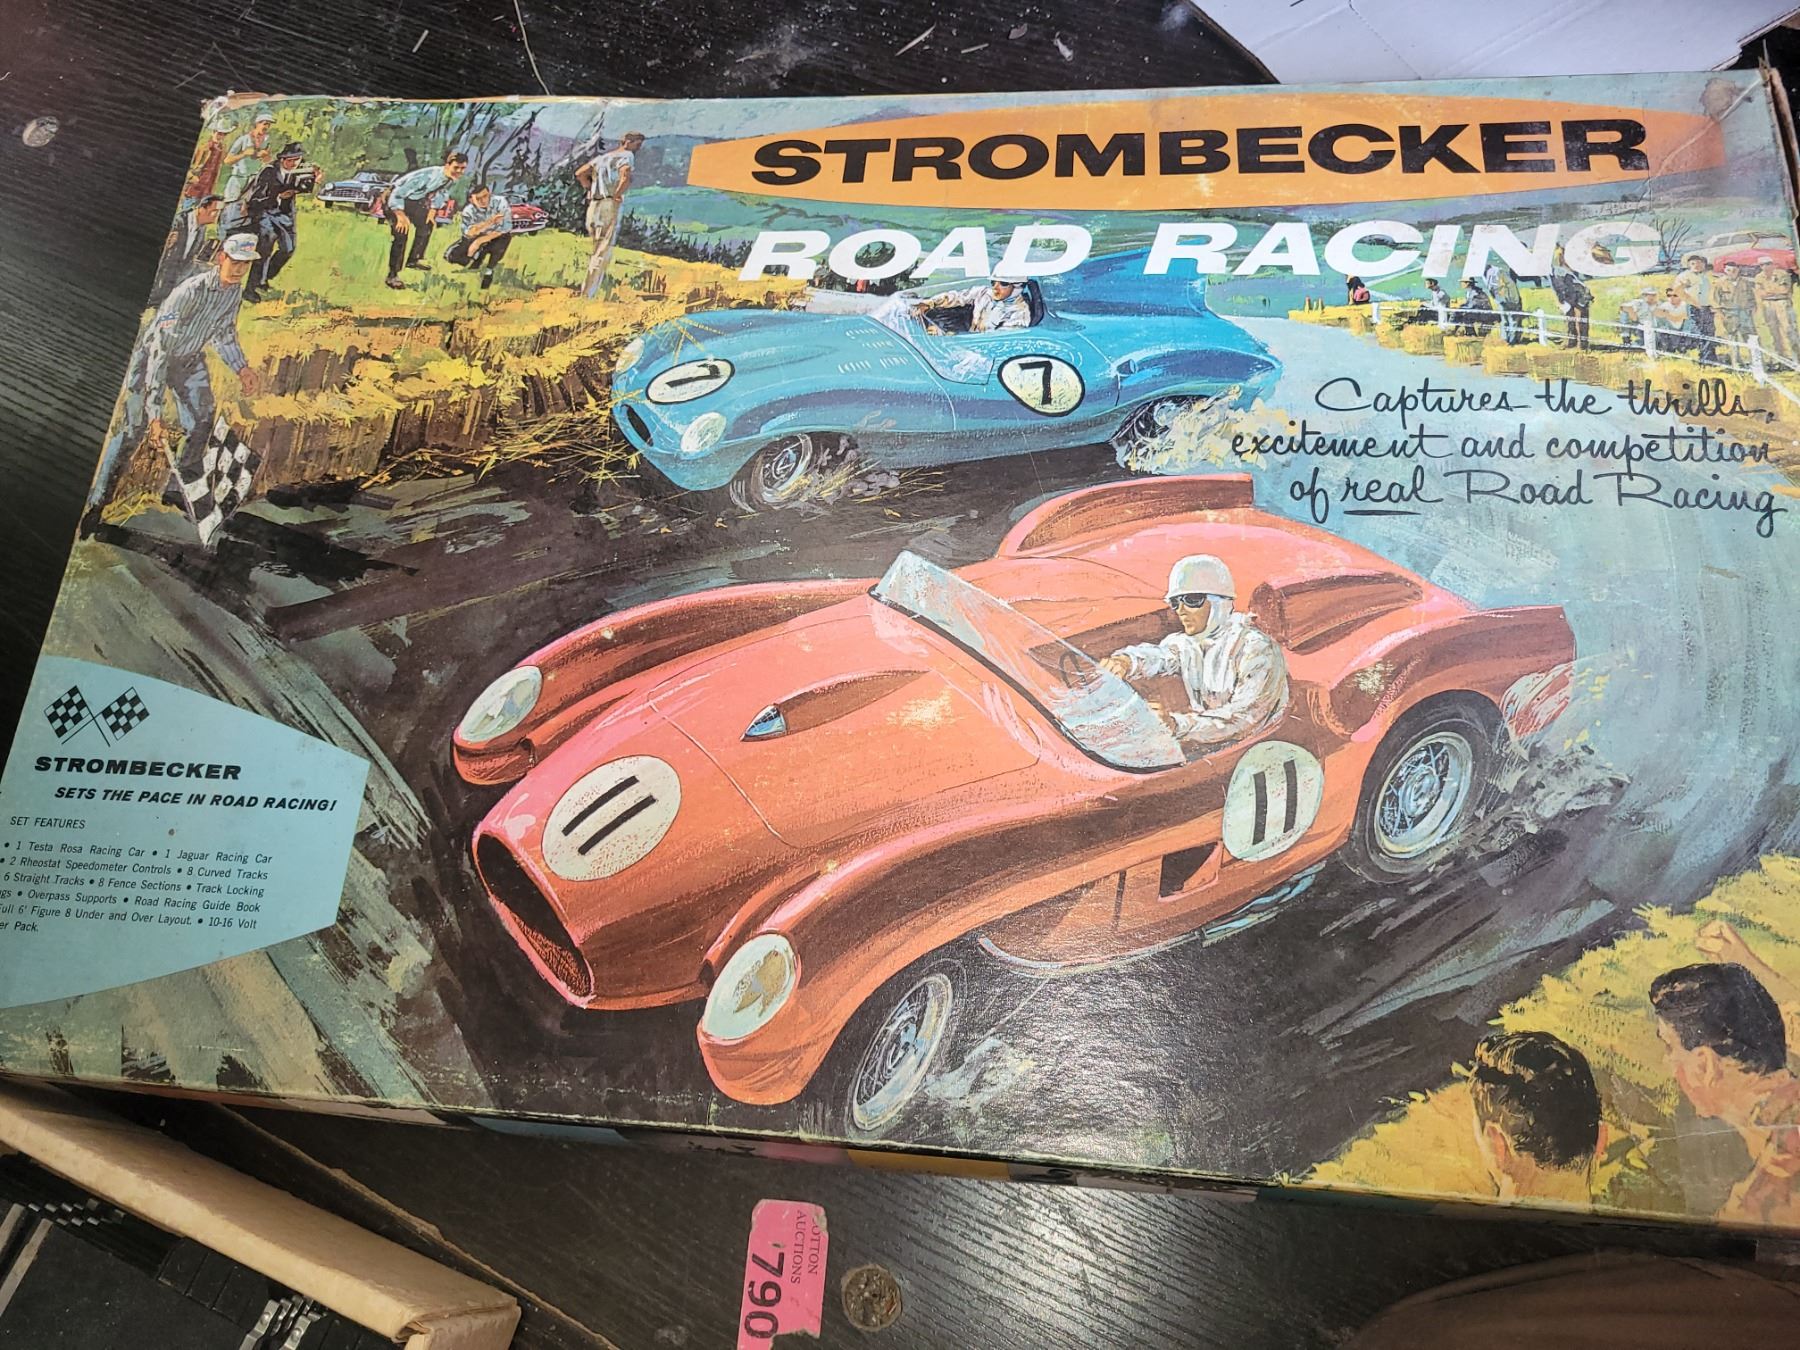 STROMBECKER
ROAD RACING
7
7
Captures the thrills,
excitement and competition
of real Road Racing
11
11
STROMBECKER
SETS THE PACE IN ROAD RACING!
SET FEATURES
• 1 Testa Rosa Racing Car • 1 Jaguar Racing Car
• 2 Rheostat Speedometer Controls • 8 Curved Tracks
6 Straight Tracks • 8 Fence Sections • Track Locking
• Overpass Supports • Road Racing Guide Book
6' Figure 8 Under and Over Layout. • 10-16 Volt
Pack.
AUCTIONS
790